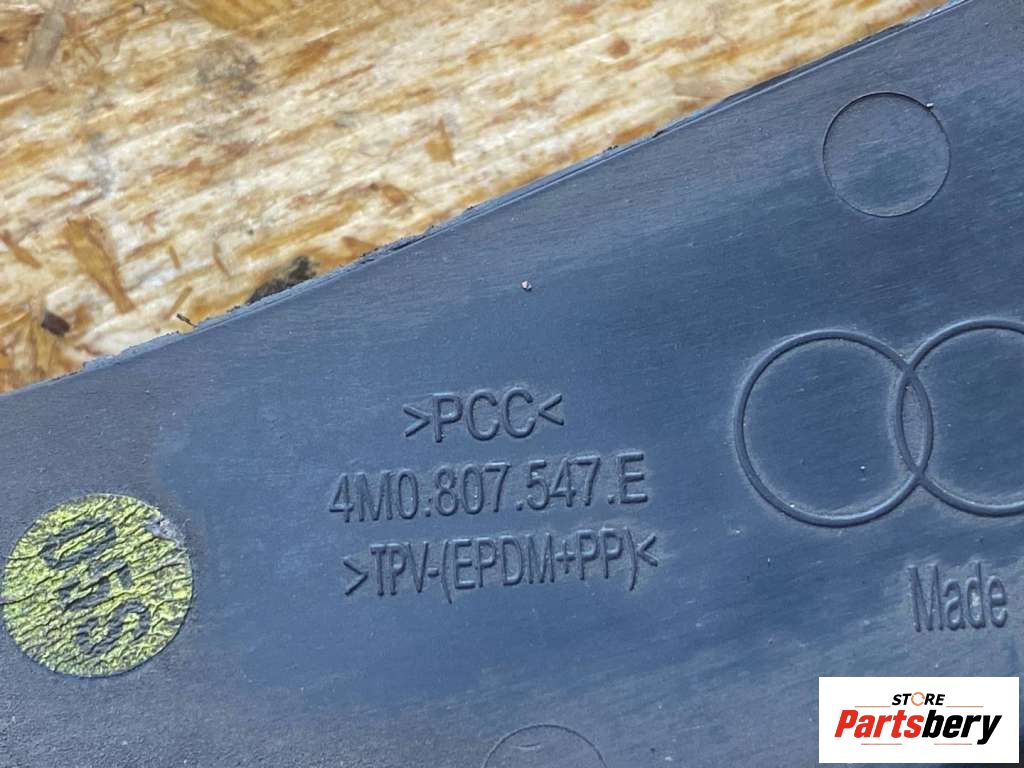 >PCC<
4M0.807.547.E
>TPV-(EPDM+PP)<
Made
STORE
Partsbery